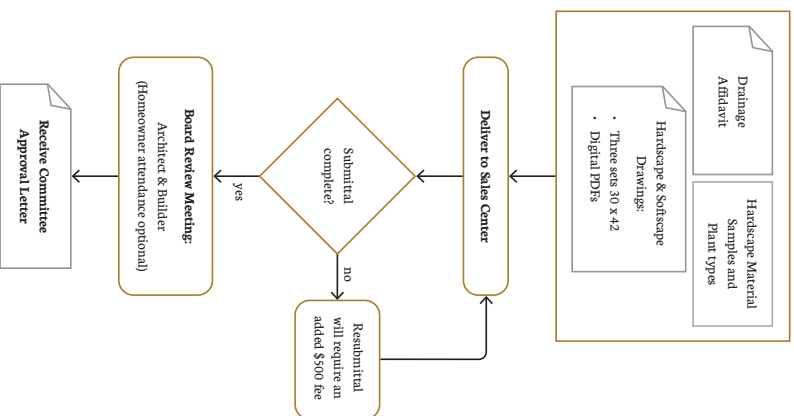 Drainage
Affidavit
Hardscape Material
Samples and
Plant types
Hardscape & Softscape
Drawings:
• Three sets 30 x 42
• Digital PDFs
Deliver to Sales Center
Submittal
complete?
no
Resubmittal
will require an
added $500 fee
yes
Board Review Meeting:
Architect & Builder
(Homeowner attendance optional)
Receive Committee
Approval Letter